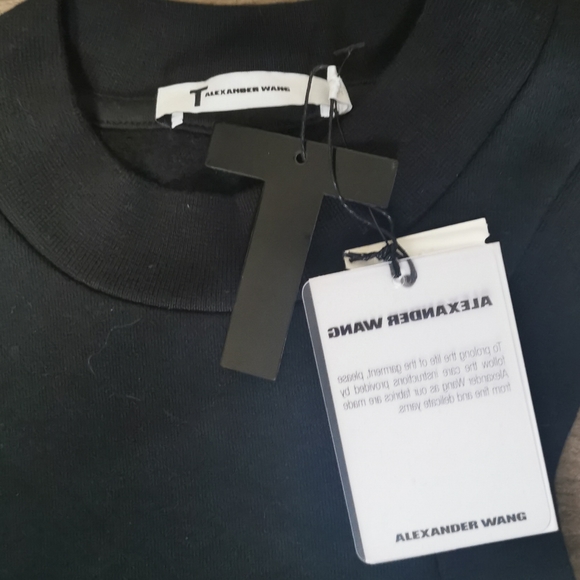 T ALEXANDER WANG
T
ALEXANDER WANG
To prolong the life of the garment, please
follow the care instructions provided by
Alexander Wang as our fabrics are made
from fine and delicate yarns.
ALEXANDER WANG